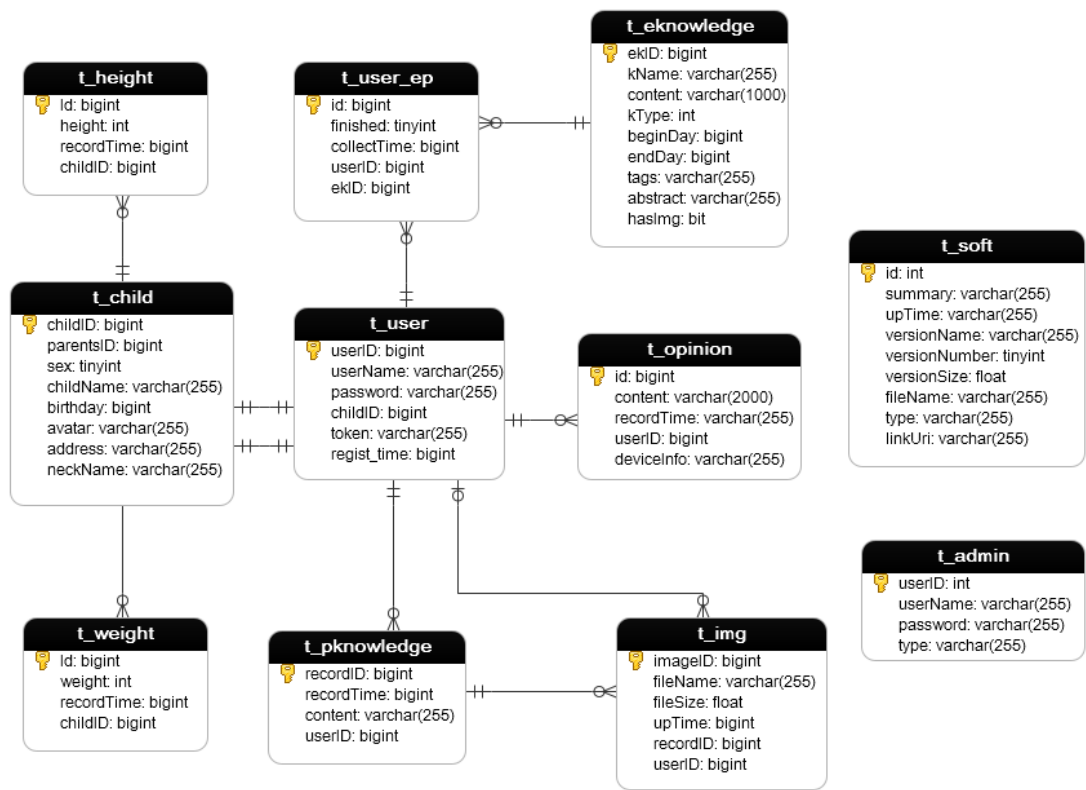 t_eknowledge
ekID: bigint
kName: varchar(255)
content: varchar(1000)
kType: int
beginDay: bigint
endDay: bigint
tags: varchar(255)
abstract: varchar(255)
hasImg: bit
t_height
Id: bigint
height: int
recordTime: bigint
childID: bigint
t_user_ep
id: bigint
finished: tinyint
collectTime: bigint
userID: bigint
ekID: bigint
t_soft
id: int
summary: varchar(255)
upTime: varchar(255)
versionName: varchar(255)
versionNumber: tinyint
versionSize: float
fileName: varchar(255)
type: varchar(255)
linkUri: varchar(255)
t_child
childID: bigint
parentsID: bigint
sex: tinyint
childName: varchar(255)
birthday: bigint
avatar: varchar(255)
address: varchar(255)
neckName: varchar(255)
t_user
userID: bigint
userName: varchar(255)
password: varchar(255)
childID: bigint
token: varchar(255)
regist_time: bigint
t_opinion
id: bigint
content: varchar(2000)
recordTime: varchar(255)
userID: bigint
deviceInfo: varchar(255)
t_admin
userID: int
userName: varchar(255)
password: varchar(255)
type: varchar(255)
t_weight
Id: bigint
weight: int
recordTime: bigint
childID: bigint
t_pknowledge
recordID: bigint
recordTime: bigint
content: varchar(255)
userID: bigint
t_img
imageID: bigint
fileName: varchar(255)
fileSize: float
upTime: bigint
recordID: bigint
userID: bigint